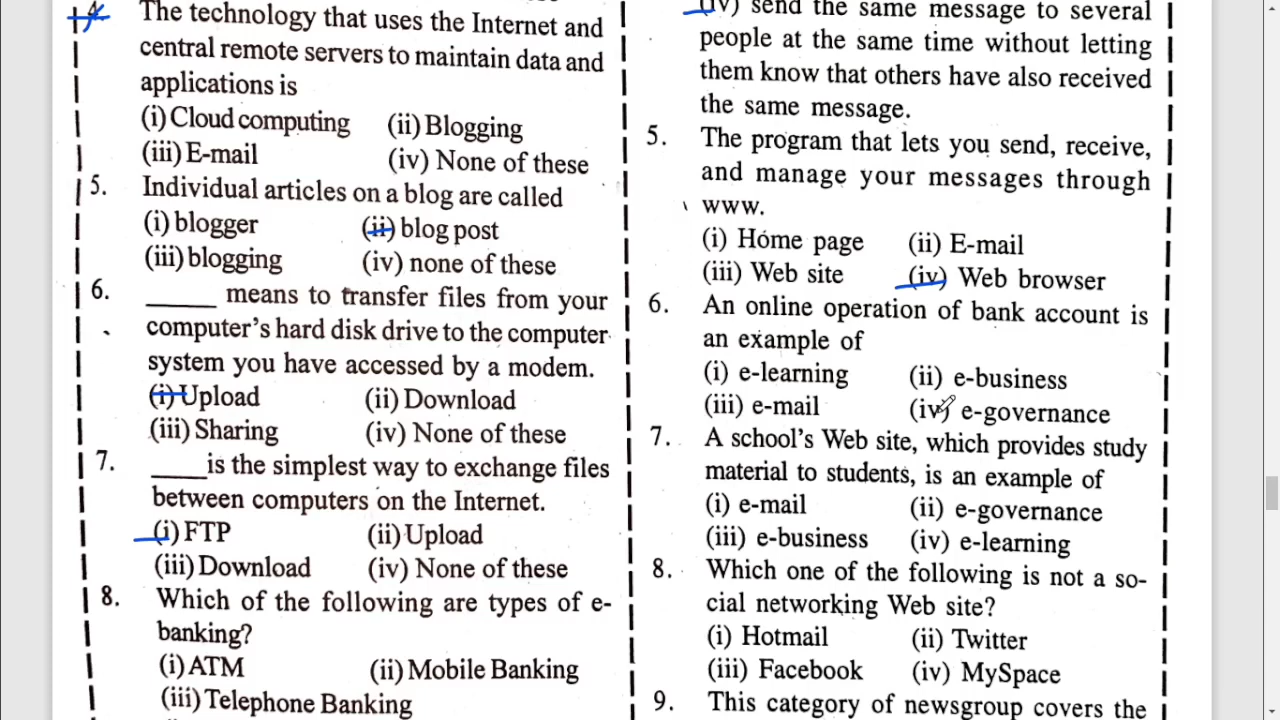 4. The technology that uses the Internet and
central remote servers to maintain data and
applications is
(i) Cloud computing (ii) Blogging
(iii) E-mail (iv) None of these
5. Individual articles on a blog are called
(i) blogger (ii) blog post
(iii) blogging (iv) none of these
6. _____ means to transfer files from your
computer's hard disk drive to the computer
system you have accessed by a modem.
(i) Upload (ii) Download
(iii) Sharing (iv) None of these
7. ____ is the simplest way to exchange files
between computers on the Internet.
(i) FTP (ii) Upload
(iii) Download (iv) None of these
8. Which of the following are types of e-
banking?
(i) ATM (ii) Mobile Banking
(iii) Telephone Banking
(iv) send the same message to several
people at the same time without letting
them know that others have also received
the same message.
5. The program that lets you send, receive,
and manage your messages through
www.
(i) Home page (ii) E-mail
(iii) Web site (iv) Web browser
6. An online operation of bank account is
an example of
(i) e-learning (ii) e-business
(iii) e-mail (iv) e-governance
7. A school's Web site, which provides study
material to students, is an example of
(i) e-mail (ii) e-governance
(iii) e-business (iv) e-learning
8. Which one of the following is not a so-
cial networking Web site?
(i) Hotmail (ii) Twitter
(iii) Facebook (iv) MySpace
9. This category of newsgroup covers the